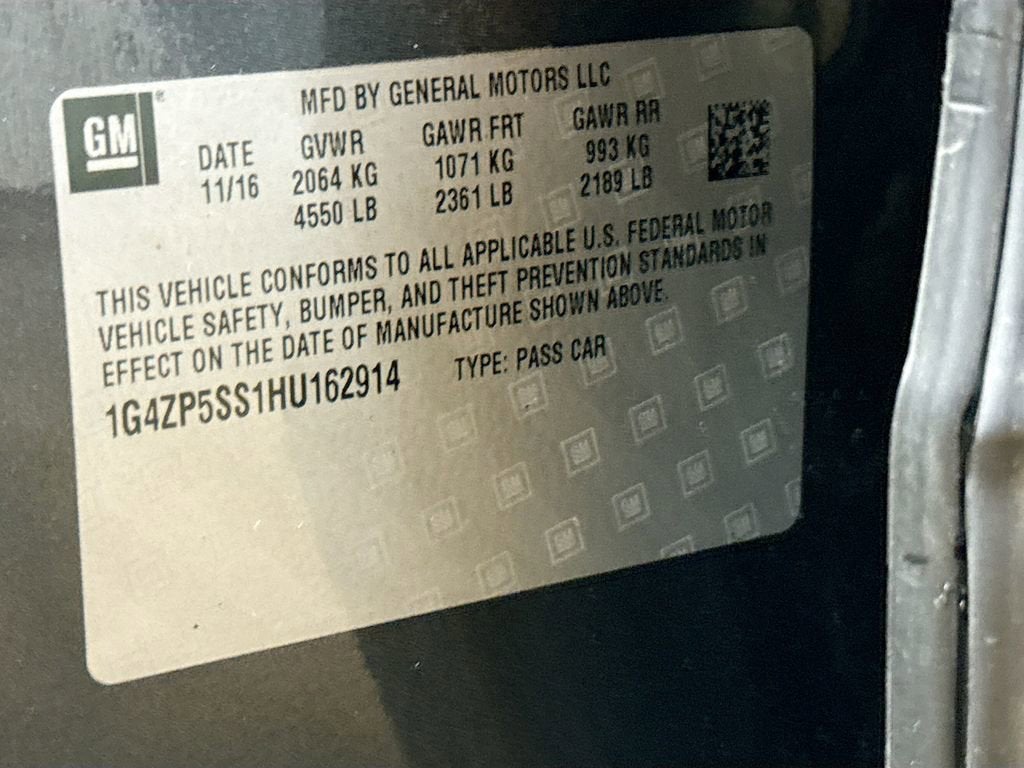 GM
MFD BY GENERAL MOTORS LLC
DATE GVWR GAWR FRT GAWR RR
11/16 2064 KG 1071 KG 993 KG
4550 LB 2361 LB 2189 LB
THIS VEHICLE CONFORMS TO ALL APPLICABLE U.S. FEDERAL MOTOR
VEHICLE SAFETY, BUMPER, AND THEFT PREVENTION STANDARDS IN
EFFECT ON THE DATE OF MANUFACTURE SHOWN ABOVE.
1G4ZP5SS1HU162914 TYPE: PASS CAR